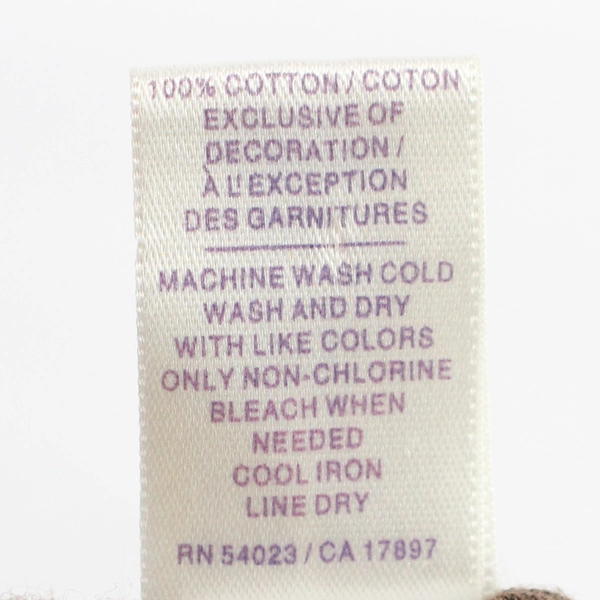 100% COTTON / COTON
EXCLUSIVE OF
DECORATION /
À L'EXCEPTION
DES GARNITURES
MACHINE WASH COLD
WASH AND DRY
WITH LIKE COLORS
ONLY NON-CHLORINE
BLEACH WHEN
NEEDED
COOL IRON
LINE DRY
RN 54023 / CA 17897